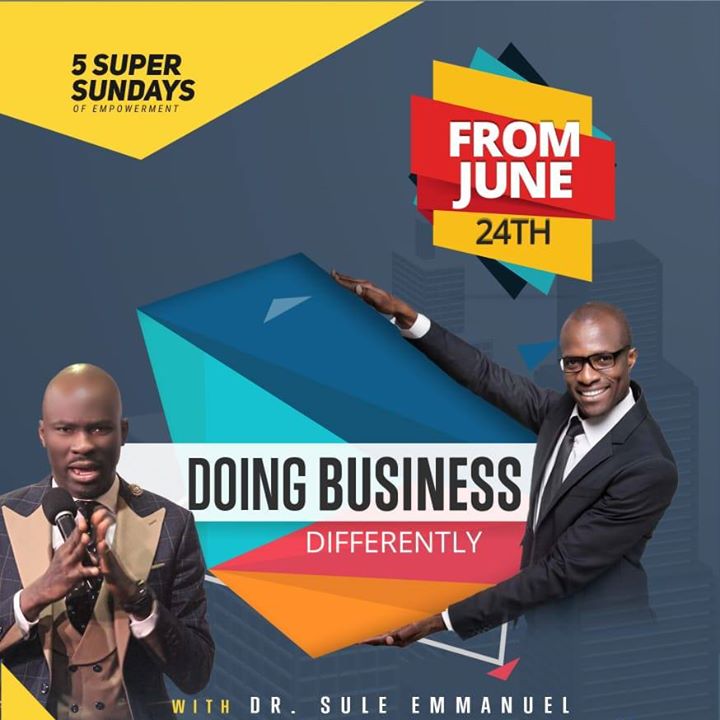 5 SUPER
SUNDAYS
OF EMPOWERMENT
FROM
JUNE
24TH
DOING BUSINESS
DIFFERENTLY
WITH DR. SULE EMMANUEL